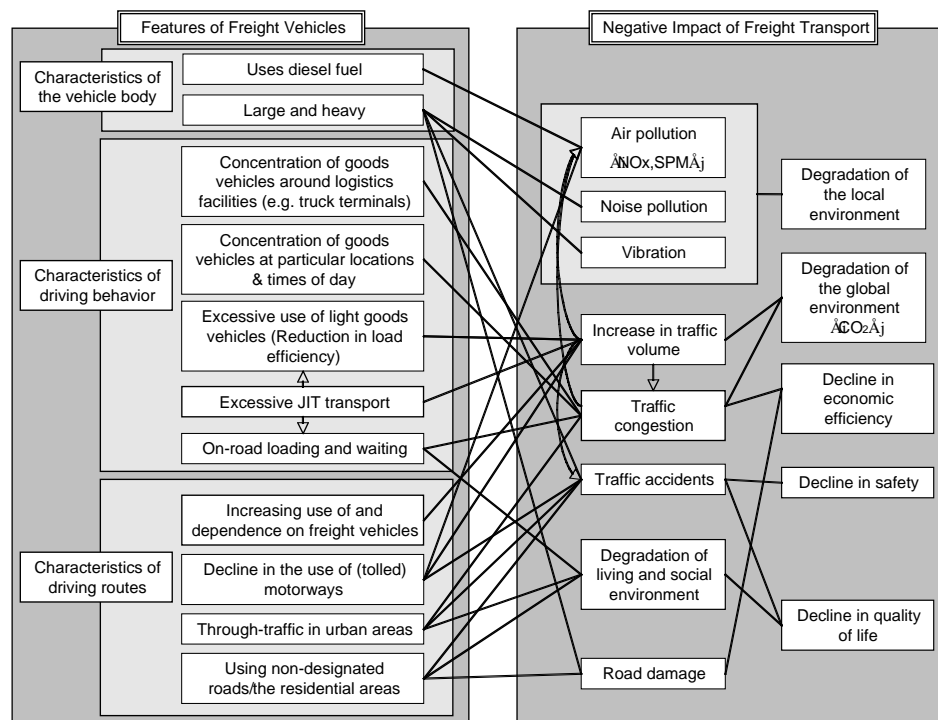 Features of Freight Vehicles
Negative Impact of Freight Transport
Characteristics of
the vehicle body
Uses diesel fuel
Large and heavy
Characteristics of
driving behavior
Concentration of goods
vehicles around logistics
facilities (e.g. truck terminals)
Concentration of goods
vehicles at particular locations
& times of day
Excessive use of light goods
vehicles (Reduction in load
efficiency)
Excessive JIT transport
On-road loading and waiting
Characteristics of
driving routes
Increasing use of and
dependence on freight vehicles
Decline in the use of (tolled)
motorways
Through-traffic in urban areas
Using non-designated
roads/the residential areas
Air pollution
NOx,SPMÅj
Noise pollution
Vibration
Increase in traffic
volume
Traffic
congestion
Traffic accidents
Degradation of
living and social
environment
Road damage
Degradation of
the local
environment
Degradation of
the global
environment
CO₂Åj
Decline in
economic
efficiency
Decline in safety
Decline in quality
of life